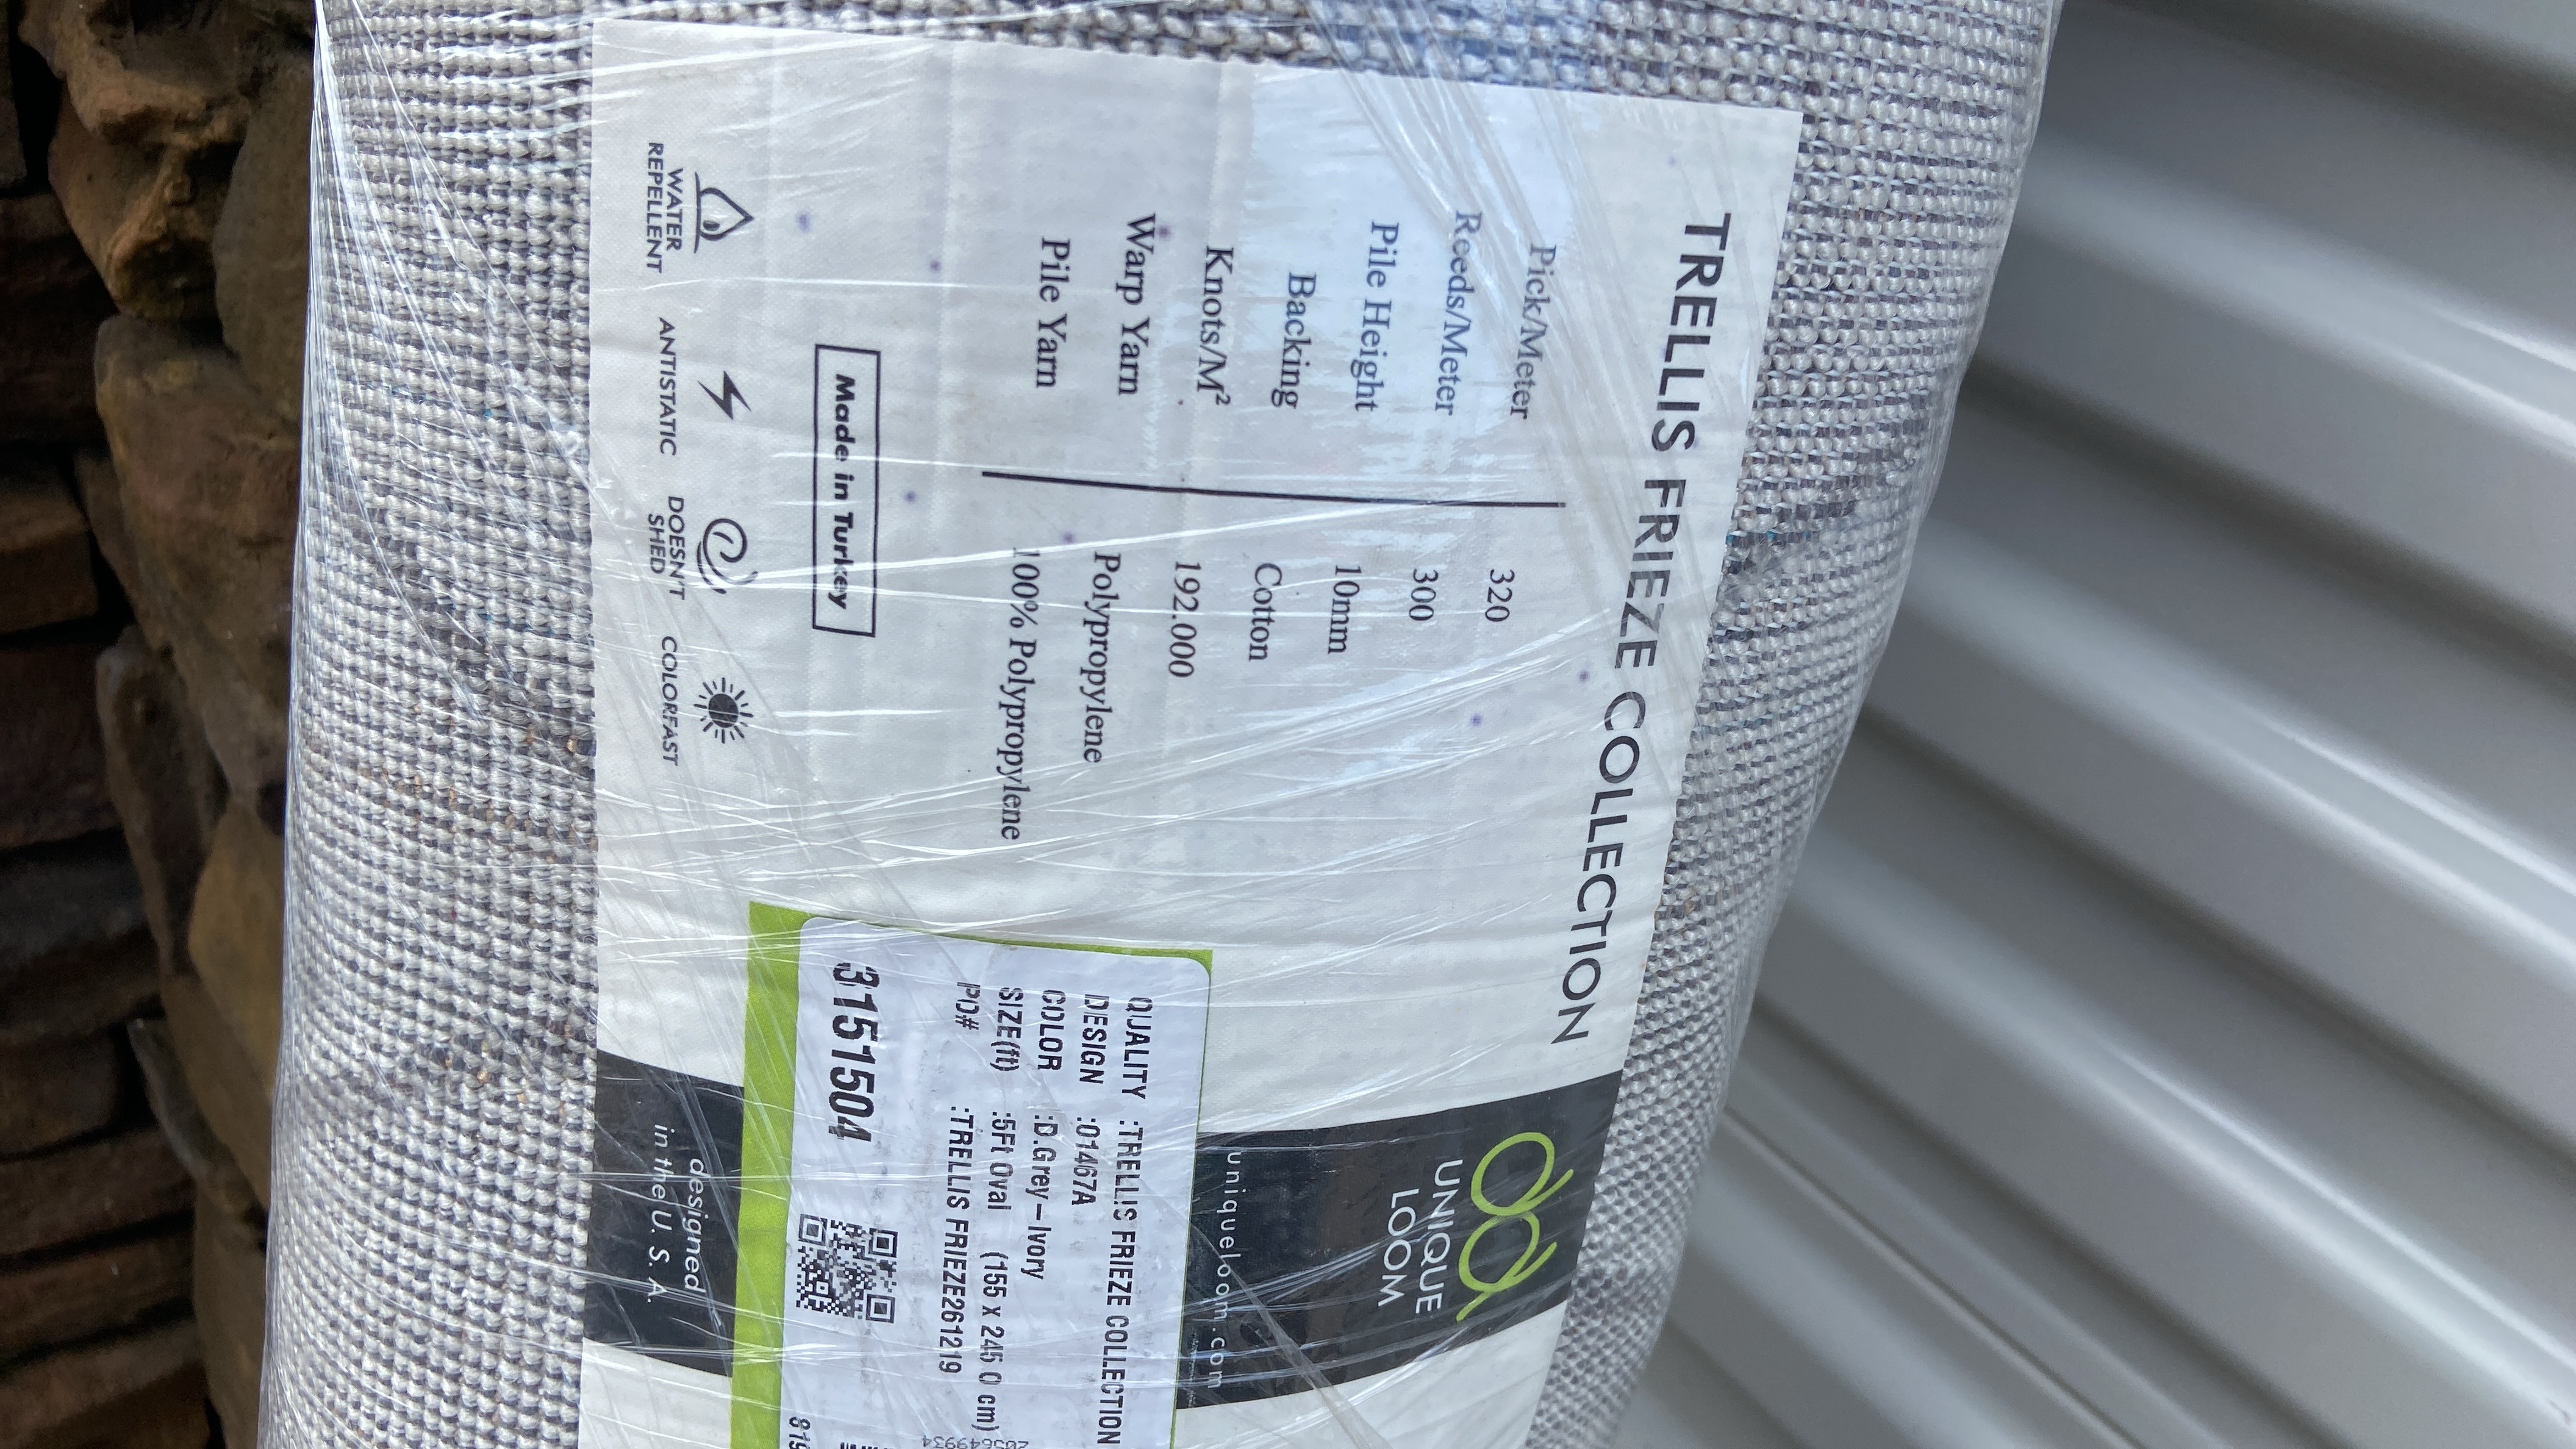 TRELLIS FRIEZE COLLECTION
Pick/Meter 320
Reeds/Meter 300
Pile Height 10mm
Backing Cotton
Knots/M² 192.000
Warp Yarn Polypropylene
Pile Yarn 100% Polypropylene
Made in Turkey
WATER REPELLENT
ANTISTATIC
DOESN'T SHED
COLORFAST
UNIQUE
LOOM
uniqueloom.com
QUALITY :TRELLIS FRIEZE COLLECTION
DESIGN :01467A
COLOR :D.Grey-Ivory
SIZE(ft) :5Ft Oval (155 x 245 0 cm)
PO# :TRELLIS FRIEZE261219
3151504
designed
in the U. S. A.